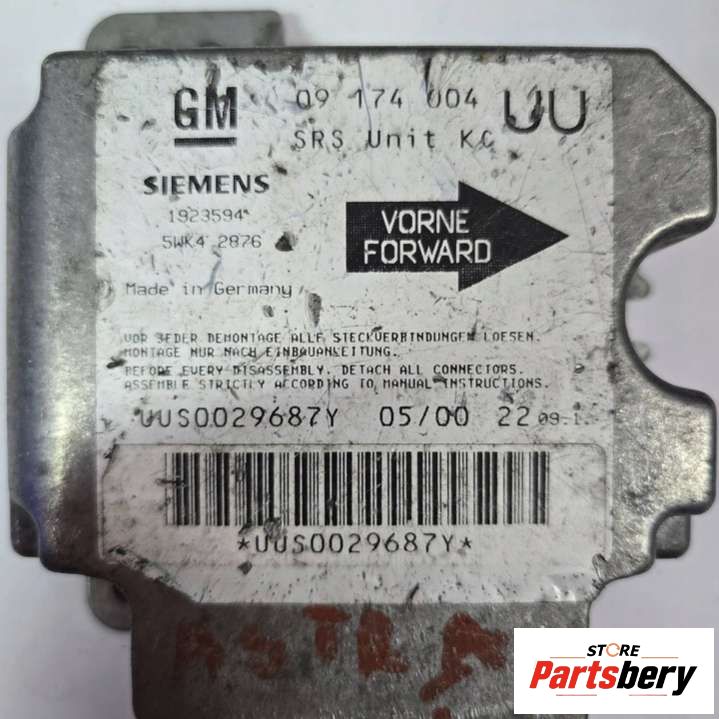 GM 09 174 004 UU
SRS Unit KC
SIEMENS
1923594
5WK4 2876
VORNE
FORWARD
Made in Germany
VOR JEDER DEMONTAGE ALLE STECKVERBINDUNGEN LOESEN.
MONTAGE NUR NACH EINBAUANLEITUNG.
BEFORE EVERY DISASSEMBLY. DETACH ALL CONNECTORS.
ASSEMBLE STRICTLY ACCORDING TO MANUAL INSTRUCTIONS.
UUS0029687Y 05/00 22
*UUS0029687Y*
ASTRA
STORE
Partsbery